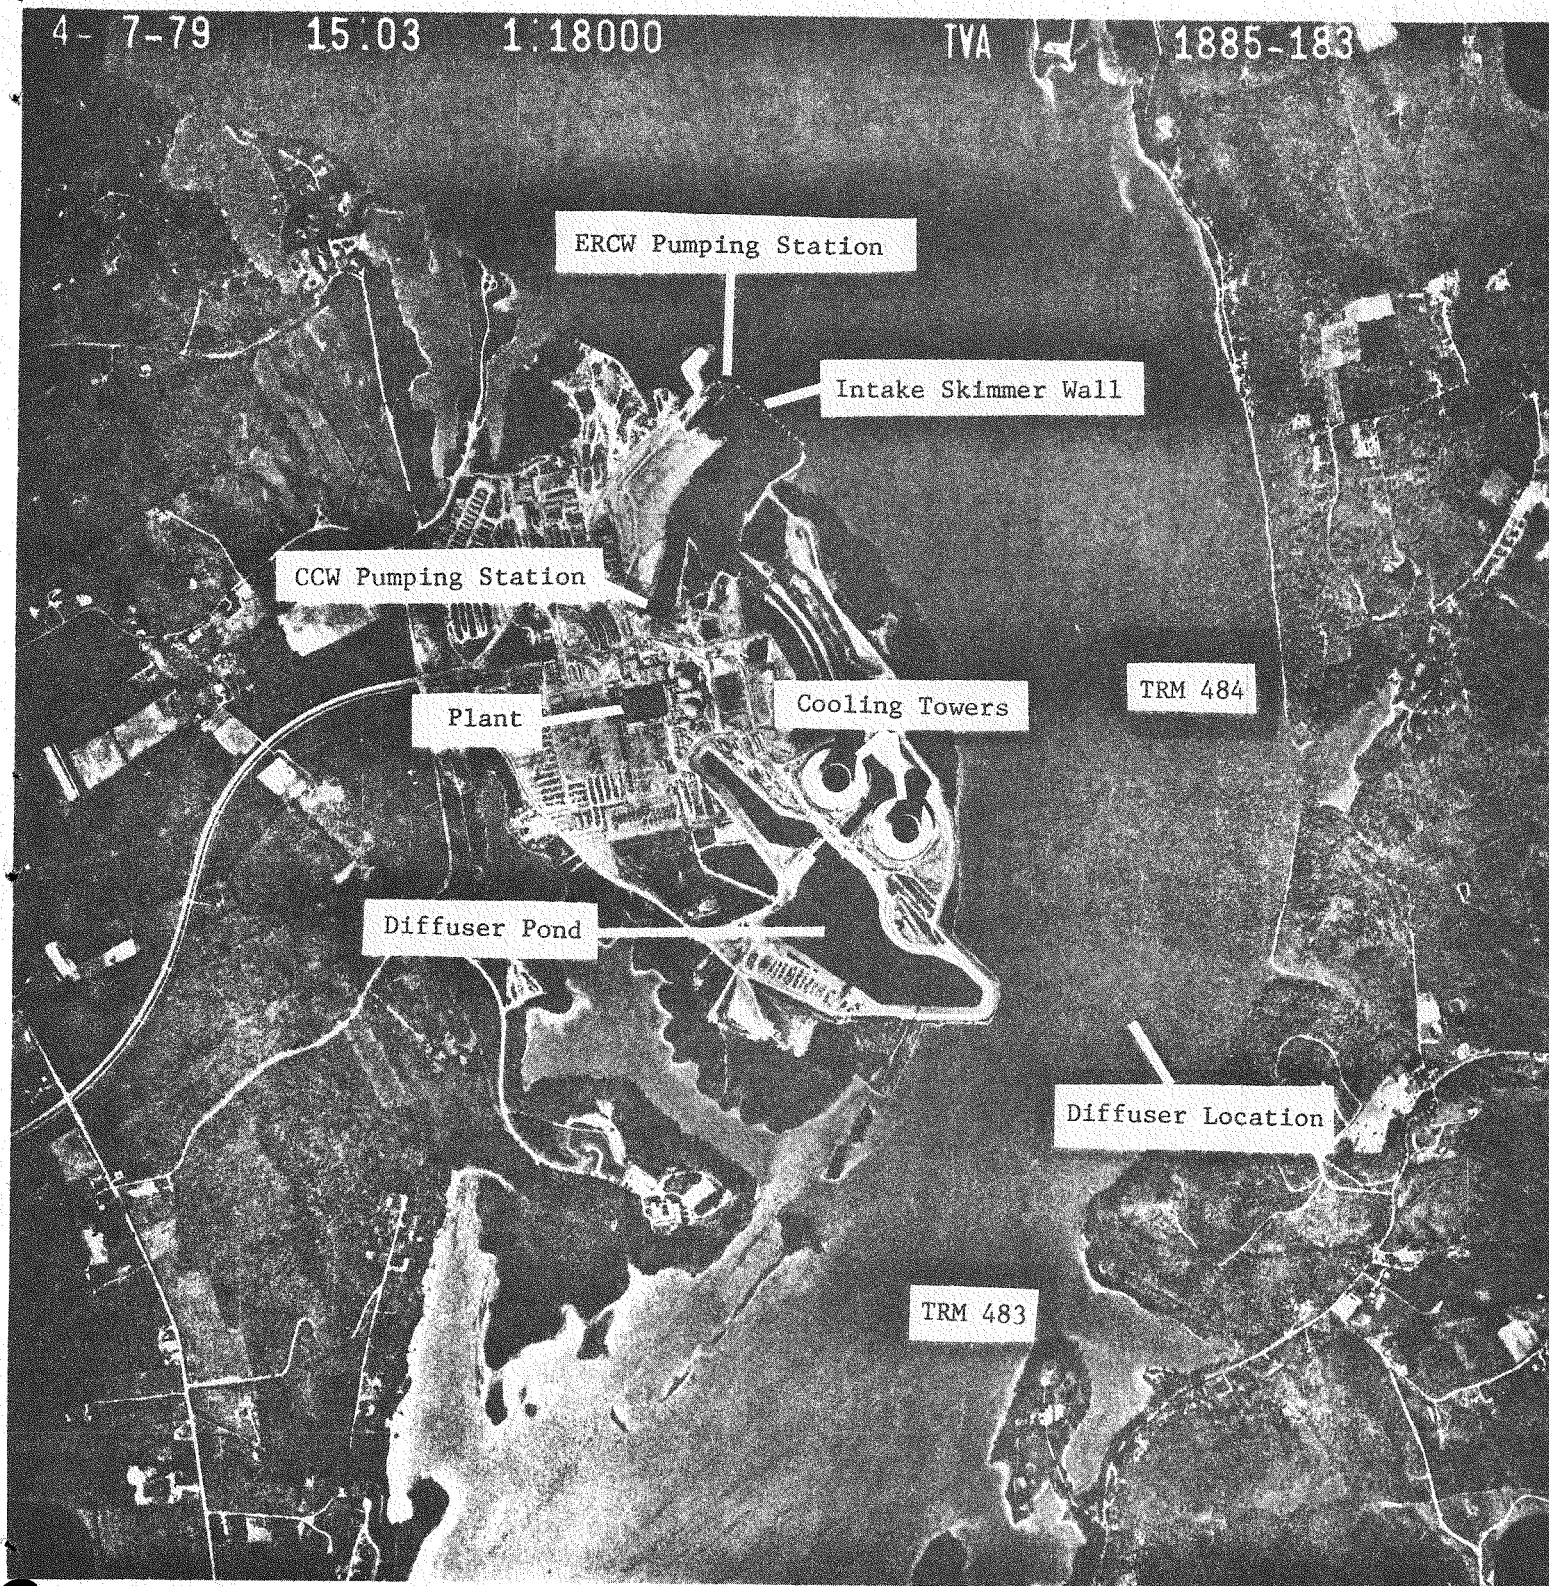 4- 7-79 15:03 1:18000 TVA 1885-183
ERCW Pumping Station
Intake Skimmer Wall
CCW Pumping Station
TRM 484
Plant
Cooling Towers
Diffuser Pond
Diffuser Location
TRM 483